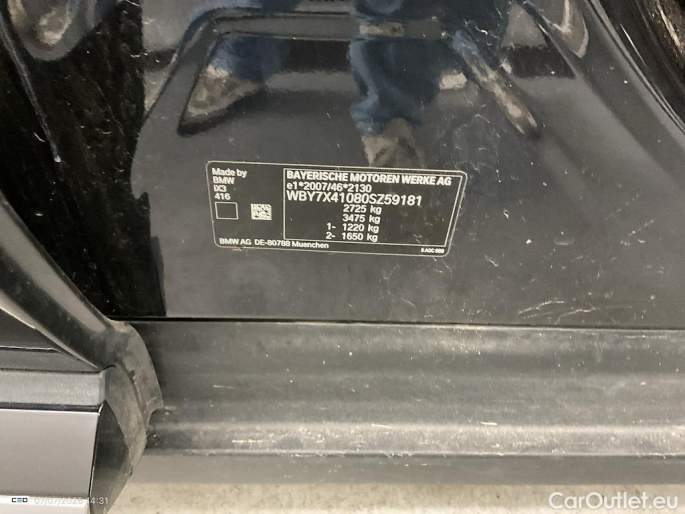 Made by
BMW
IX3
416
BAYERISCHE MOTOREN WERKE AG
e1*2007/46*2130
WBY7X41080SZ59181
2725 kg
3475 kg
1- 1220 kg
2- 1650 kg
BMW AG DE-80788 Muenchen
CarOutlet.eu